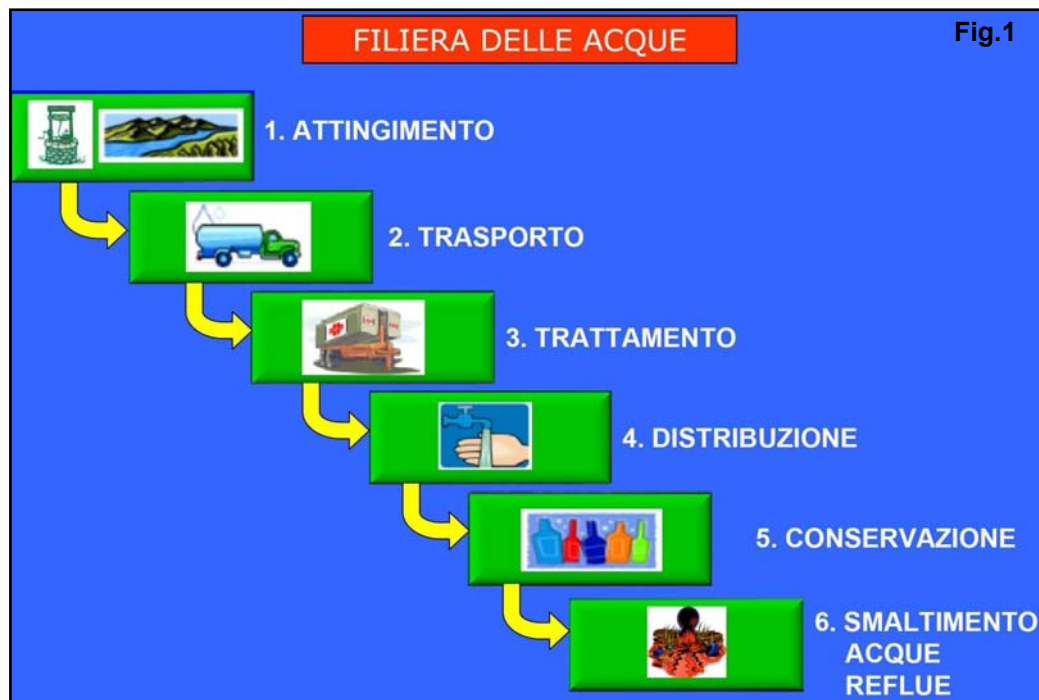 FILIERA DELLE ACQUE
Fig.1
1. ATTINGIMENTO
2. TRASPORTO
3. TRATTAMENTO
4. DISTRIBUZIONE
5. CONSERVAZIONE
6. SMALTIMENTO
ACQUE
REFLUE